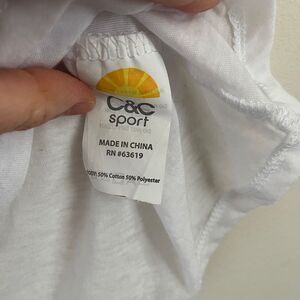 C&C
sport
MADE IN CHINA
RN #63619
50% Cotton 50% Polyester